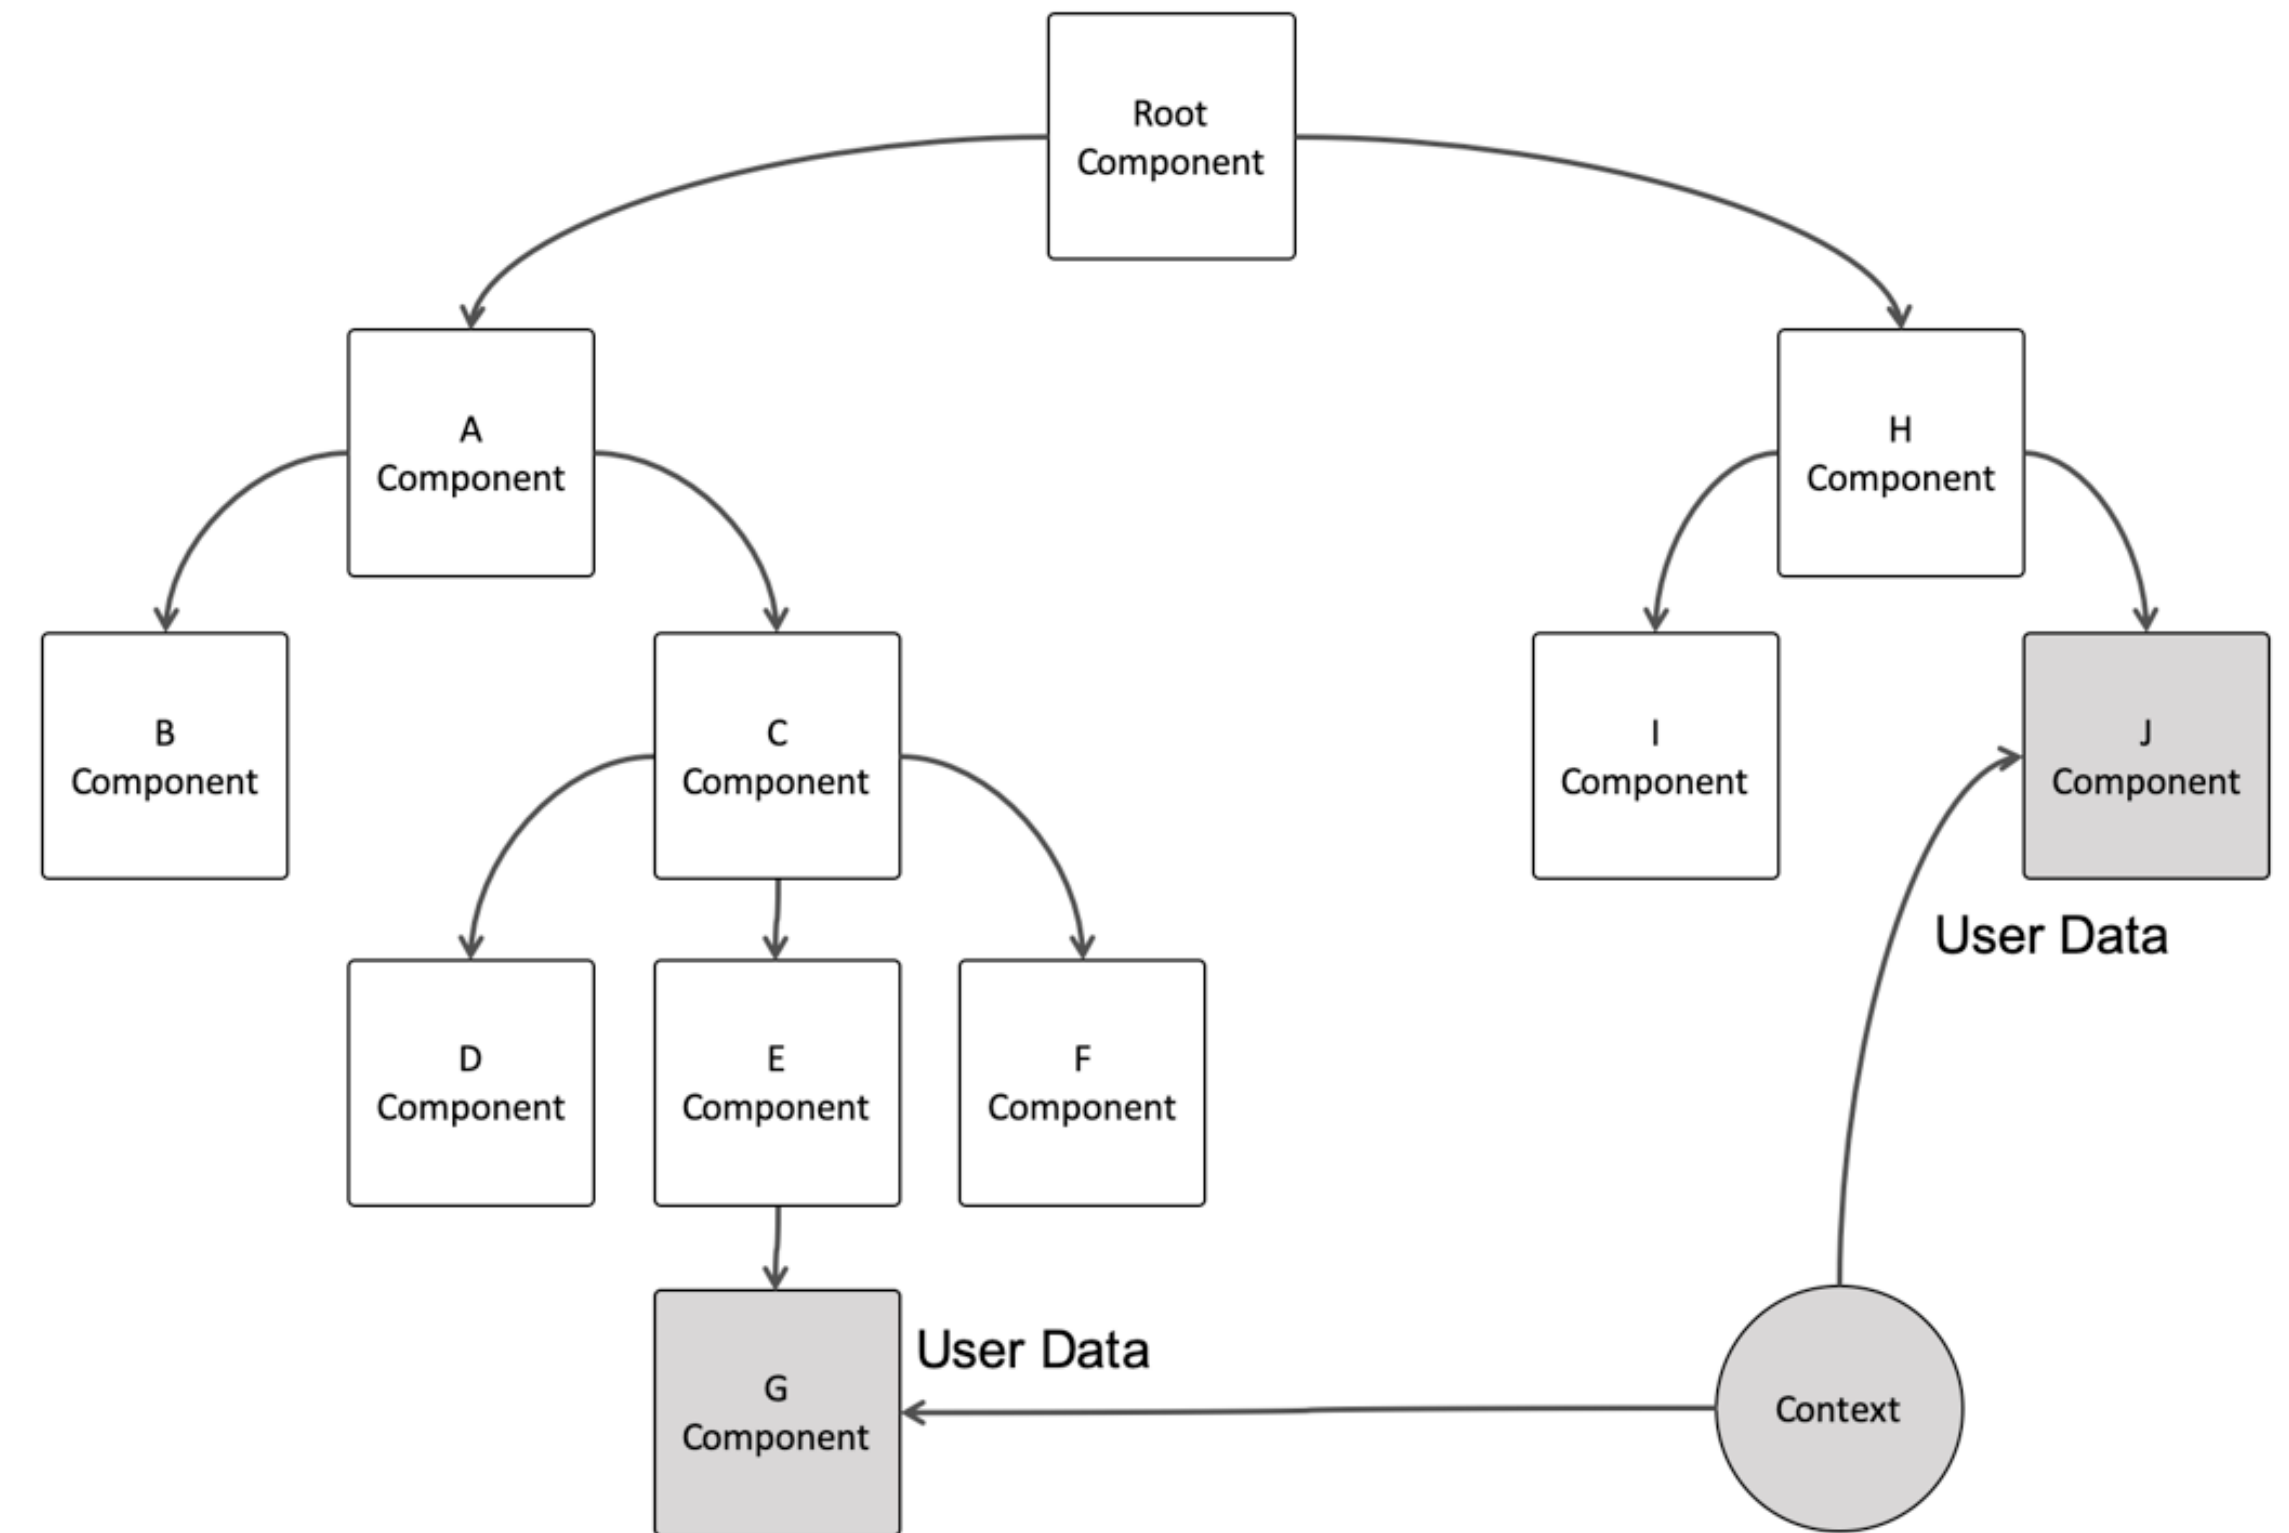 Root
Component
A
Component
H
Component
B
Component
C
Component
I
Component
J
Component
User Data
D
Component
E
Component
F
Component
User Data
G
Component
Context